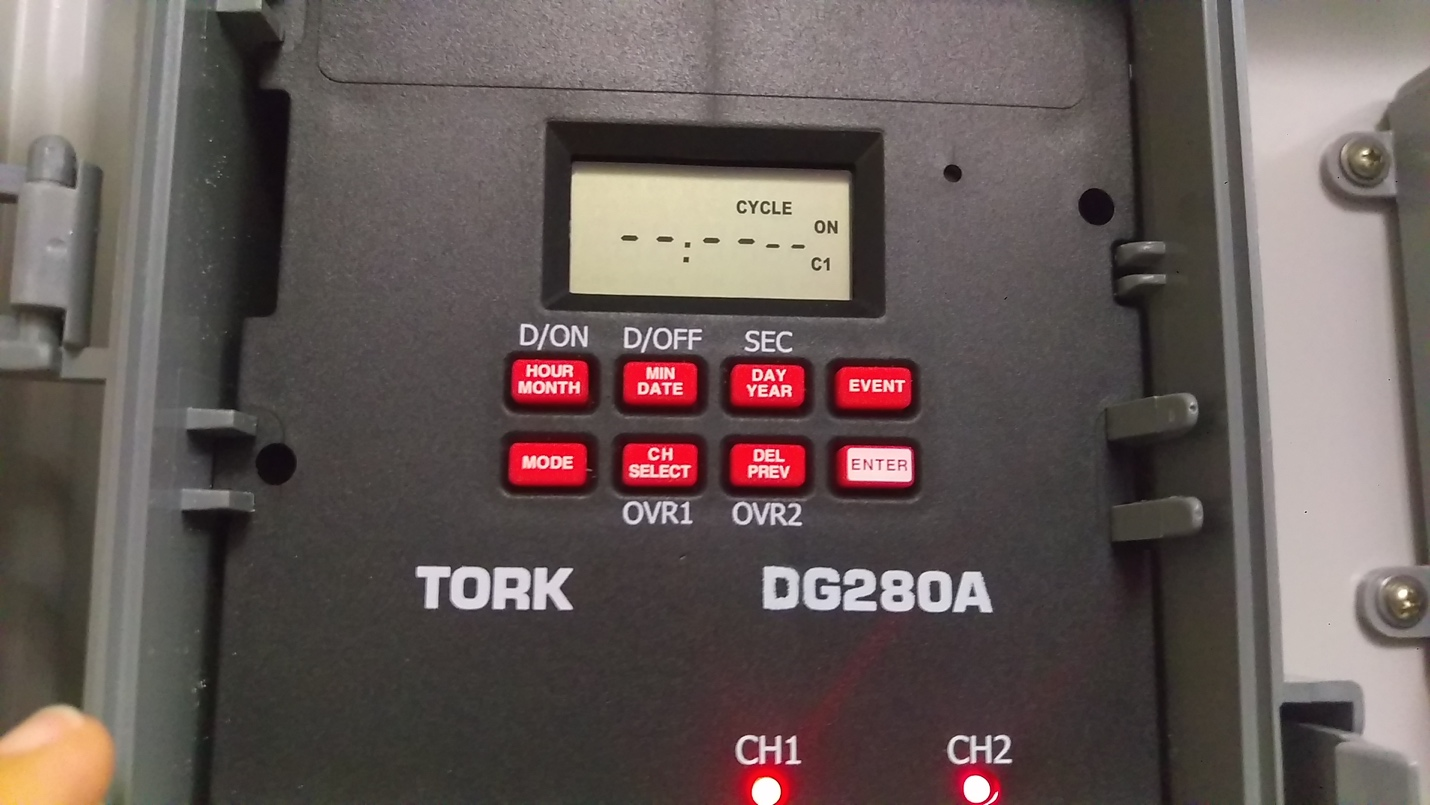 CYCLE
ON
--:----
C1
D/ON D/OFF SEC
HOUR MONTH MIN DATE DAY YEAR EVENT
MODE CH SELECT DEL PREV ENTER
OVR1 OVR2
TORK DG280A
CH1 CH2